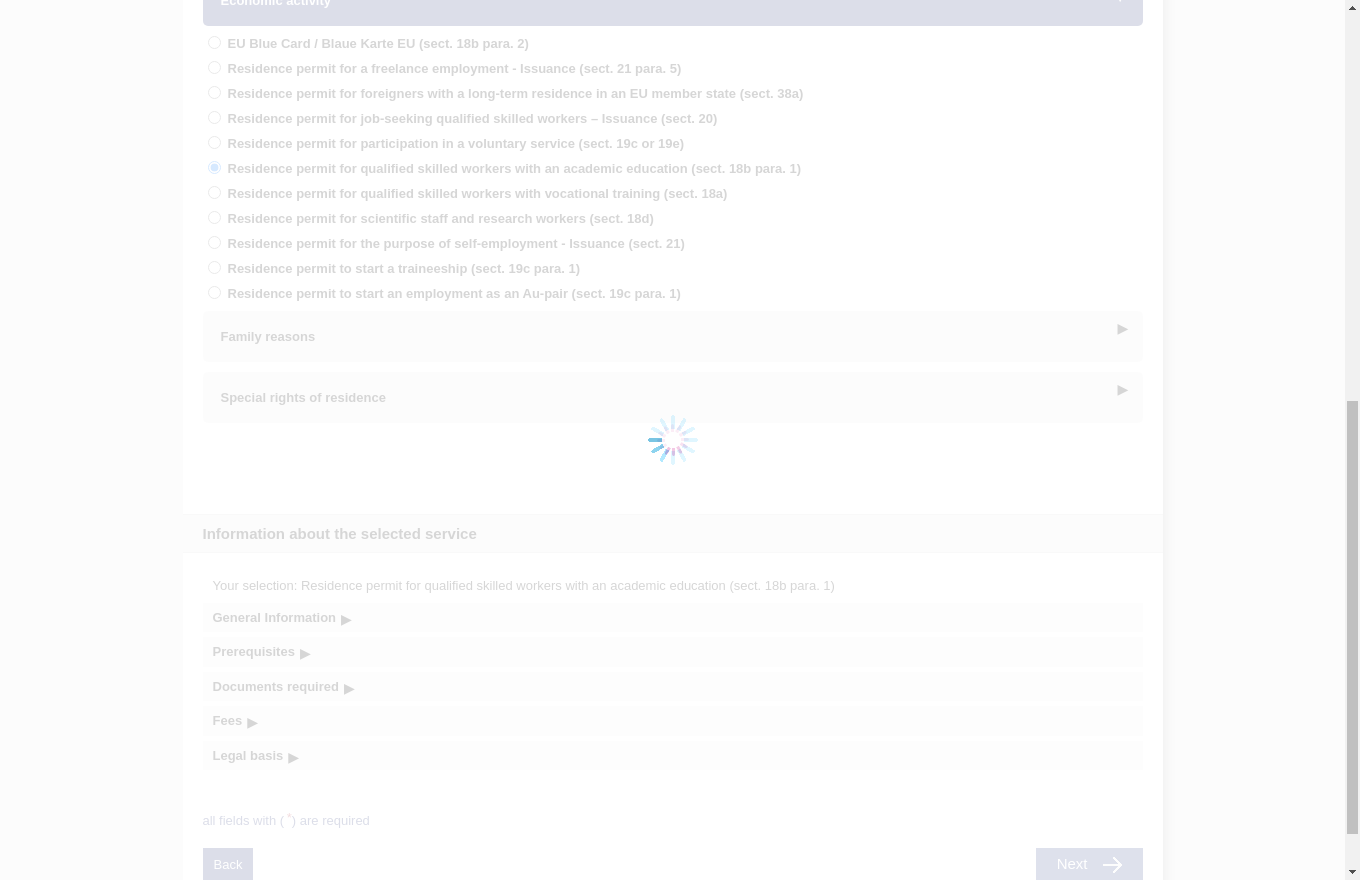 Economic activity
EU Blue Card / Blaue Karte EU (sect. 18b para. 2)
Residence permit for a freelance employment - Issuance (sect. 21 para. 5)
Residence permit for foreigners with a long-term residence in an EU member state (sect. 38a)
Residence permit for job-seeking qualified skilled workers – Issuance (sect. 20)
Residence permit for participation in a voluntary service (sect. 19c or 19e)
Residence permit for qualified skilled workers with an academic education (sect. 18b para. 1)
Residence permit for qualified skilled workers with vocational training (sect. 18a)
Residence permit for scientific staff and research workers (sect. 18d)
Residence permit for the purpose of self-employment - Issuance (sect. 21)
Residence permit to start a traineeship (sect. 19c para. 1)
Residence permit to start an employment as an Au-pair (sect. 19c para. 1)
Family reasons
Special rights of residence
Information about the selected service
Your selection: Residence permit for qualified skilled workers with an academic education (sect. 18b para. 1)
General Information
Prerequisites
Documents required
Fees
Legal basis
all fields with ( * ) are required
Back
Next